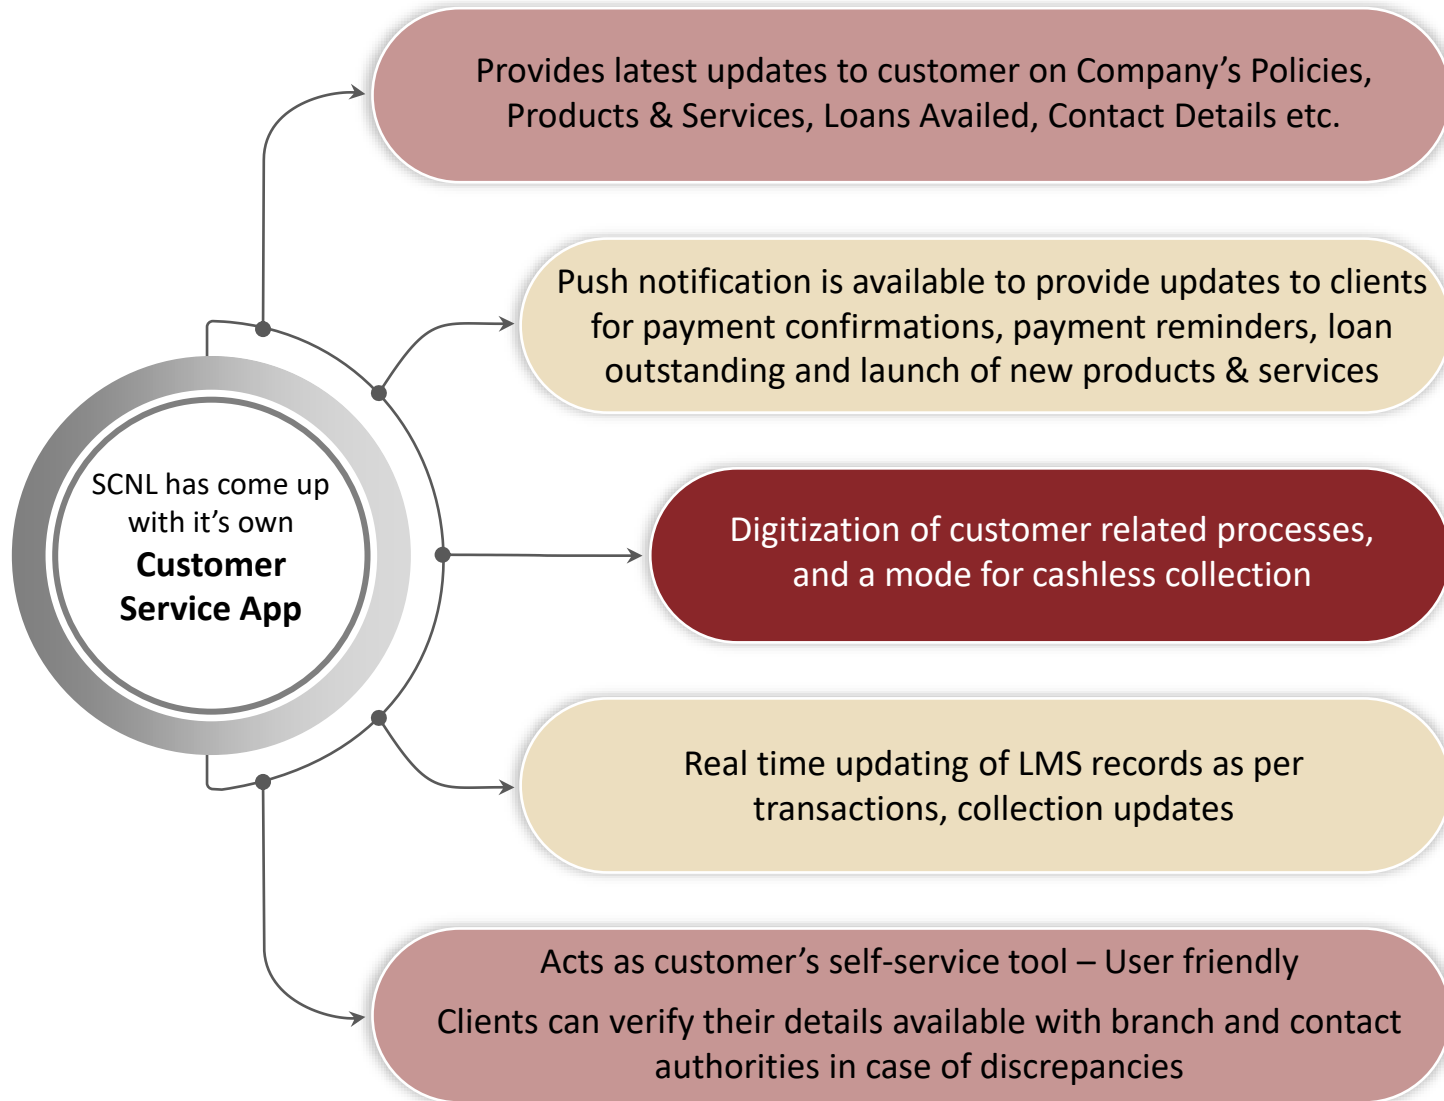 Provides latest updates to customer on Company’s Policies,
Products & Services, Loans Availed, Contact Details etc.
Push notification is available to provide updates to clients
for payment confirmations, payment reminders, loan
outstanding and launch of new products & services
SCNL has come up
with it’s own
Customer
Service App
Digitization of customer related processes,
and a mode for cashless collection
Real time updating of LMS records as per
transactions, collection updates
Acts as customer’s self-service tool – User friendly
Clients can verify their details available with branch and contact
authorities in case of discrepancies